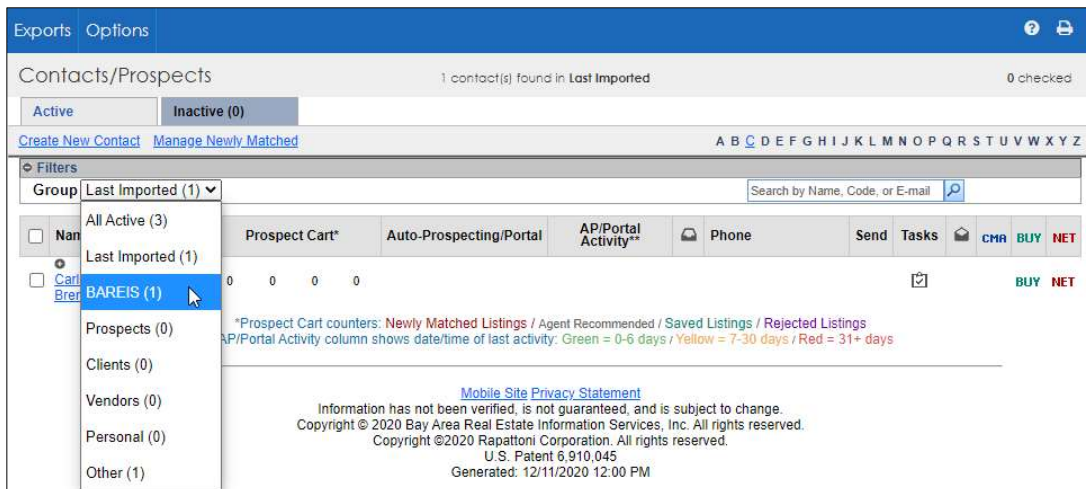 Exports Options
Contacts/Prospects 1 contact(s) found in Last Imported 0 checked
Active Inactive (0)
Create New Contact Manage Newly Matched A B C D E F G H I J K L M N O P Q R S T U V W X Y Z
Filters
Group Last Imported (1) Search by Name, Code, or E-mail
All Active (3)
Nan Prospect Cart* Auto-Prospecting/Portal AP/Portal Activity** Phone Send Tasks CMA BUY NET
Last Imported (1)
Carl
Bren 0 0 0 0 BUY NET
BAREIS (1)
*Prospect Cart counters: Newly Matched Listings / Agent Recommended / Saved Listings / Rejected Listings
Prospects (0)
AP/Portal Activity column shows date/time of last activity: Green = 0-6 days / Yellow = 7-30 days / Red = 31+ days
Clients (0)
Mobile Site Privacy Statement
Vendors (0)
Information has not been verified, is not guaranteed, and is subject to change.
Copyright © 2020 Bay Area Real Estate Information Services, Inc. All rights reserved.
Personal (0)
Copyright ©2020 Rapattoni Corporation. All rights reserved.
U.S. Patent 6,910,045
Other (1)
Generated: 12/11/2020 12:00 PM